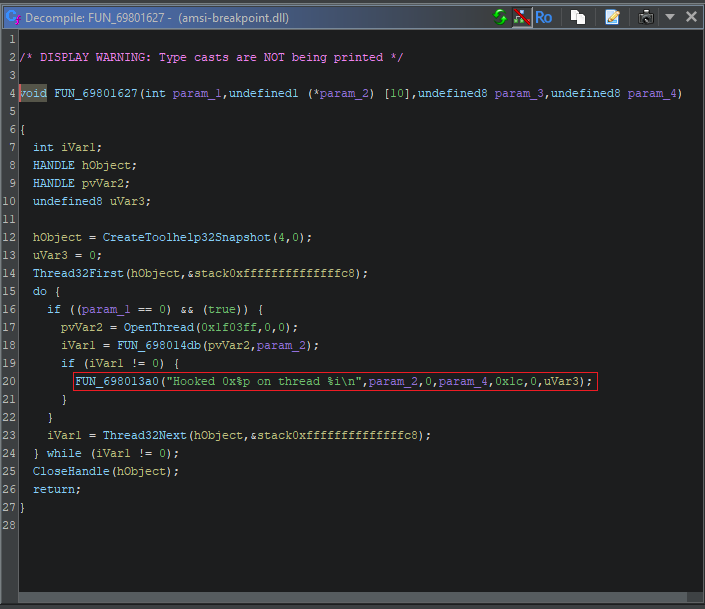 Decompile: FUN_69801627 - (amsi-breakpoint.dll)
Ro
1
2 /* DISPLAY WARNING: Type casts are NOT being printed */
3
4 void FUN_69801627(int param_1,undefined1 (*param_2) [10],undefined8 param_3,undefined8 param_4)
5
6 {
7 int iVar1;
8 HANDLE hObject;
9 HANDLE pvVar2;
10 undefined8 uVar3;
11
12 hObject = CreateToolhelp32Snapshot(4,0);
13 uVar3 = 0;
14 Thread32First(hObject,&stack0xffffffffffffffc8);
15 do {
16 if ((param_1 == 0) && (true)) {
17 pvVar2 = OpenThread(0x1f03ff,0,0);
18 iVar1 = FUN_698014db(pvVar2,param_2);
19 if (iVar1 != 0) {
20 FUN_698013a0("Hooked 0x%p on thread %i\n",param_2,0,param_4,0x1c,0,uVar3);
21 }
22 }
23 iVar1 = Thread32Next(hObject,&stack0xffffffffffffffc8);
24 } while (iVar1 != 0);
25 CloseHandle(hObject);
26 return;
27 }
28